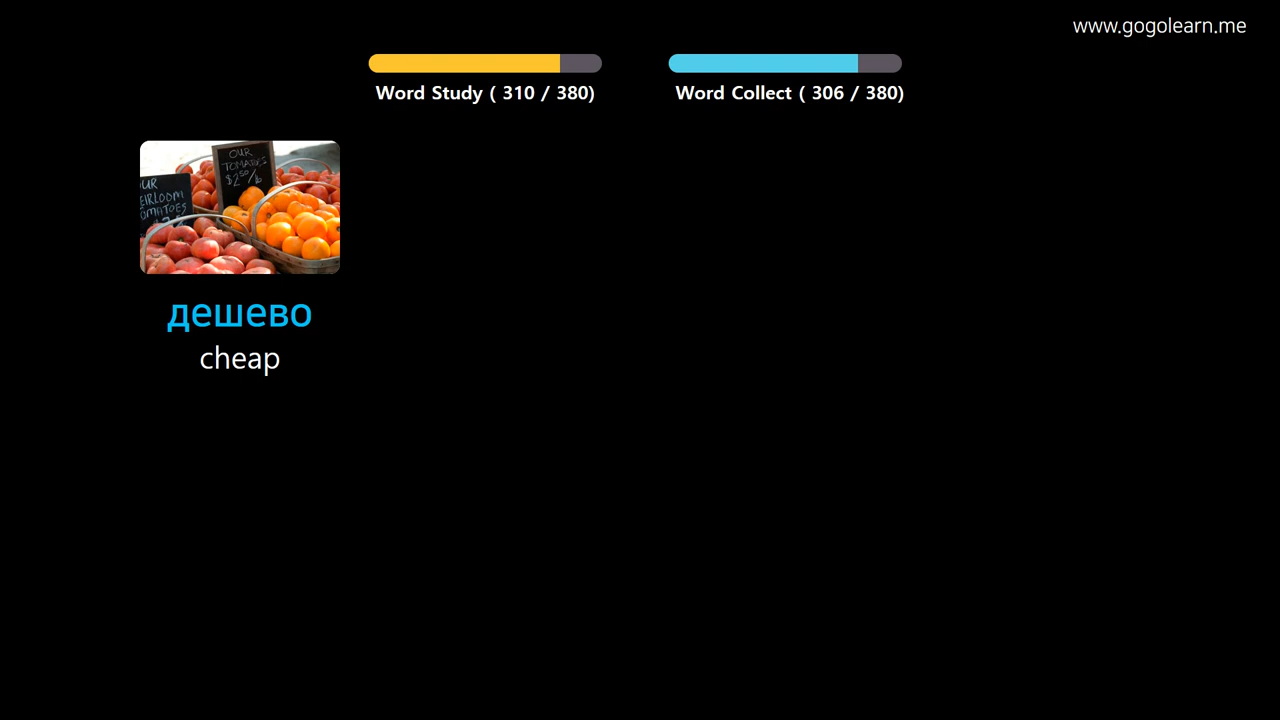 www.gogolearn.me
Word Study ( 310 / 380)
Word Collect ( 306 / 380)
OUR
TOMATOES
$2.50/lb
OUR
HEIRLOOM
TOMATOES
дешево
cheap